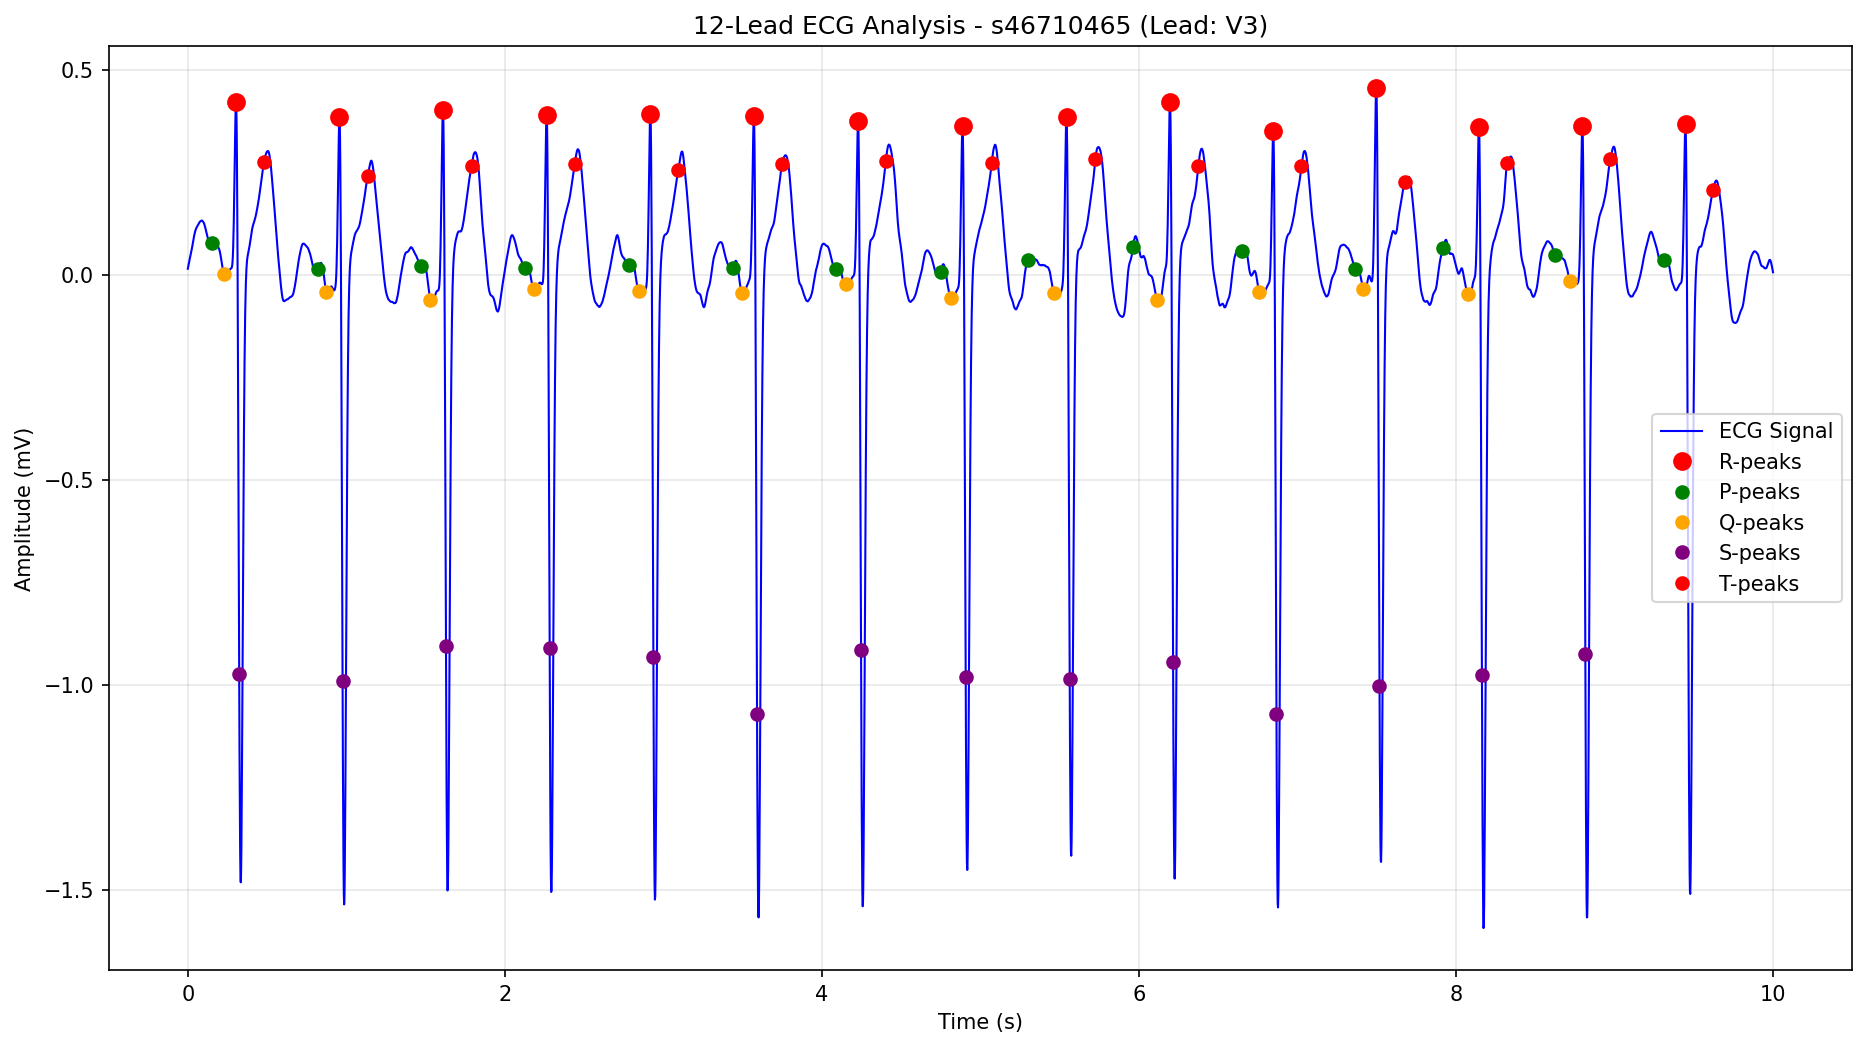 12-Lead ECG Analysis - s46710465 (Lead: V3)
Amplitude (mV)
0.5
0.0
−0.5
−1.0
−1.5
ECG Signal
R-peaks
P-peaks
Q-peaks
S-peaks
T-peaks
0
2
4
6
8
10
Time (s)